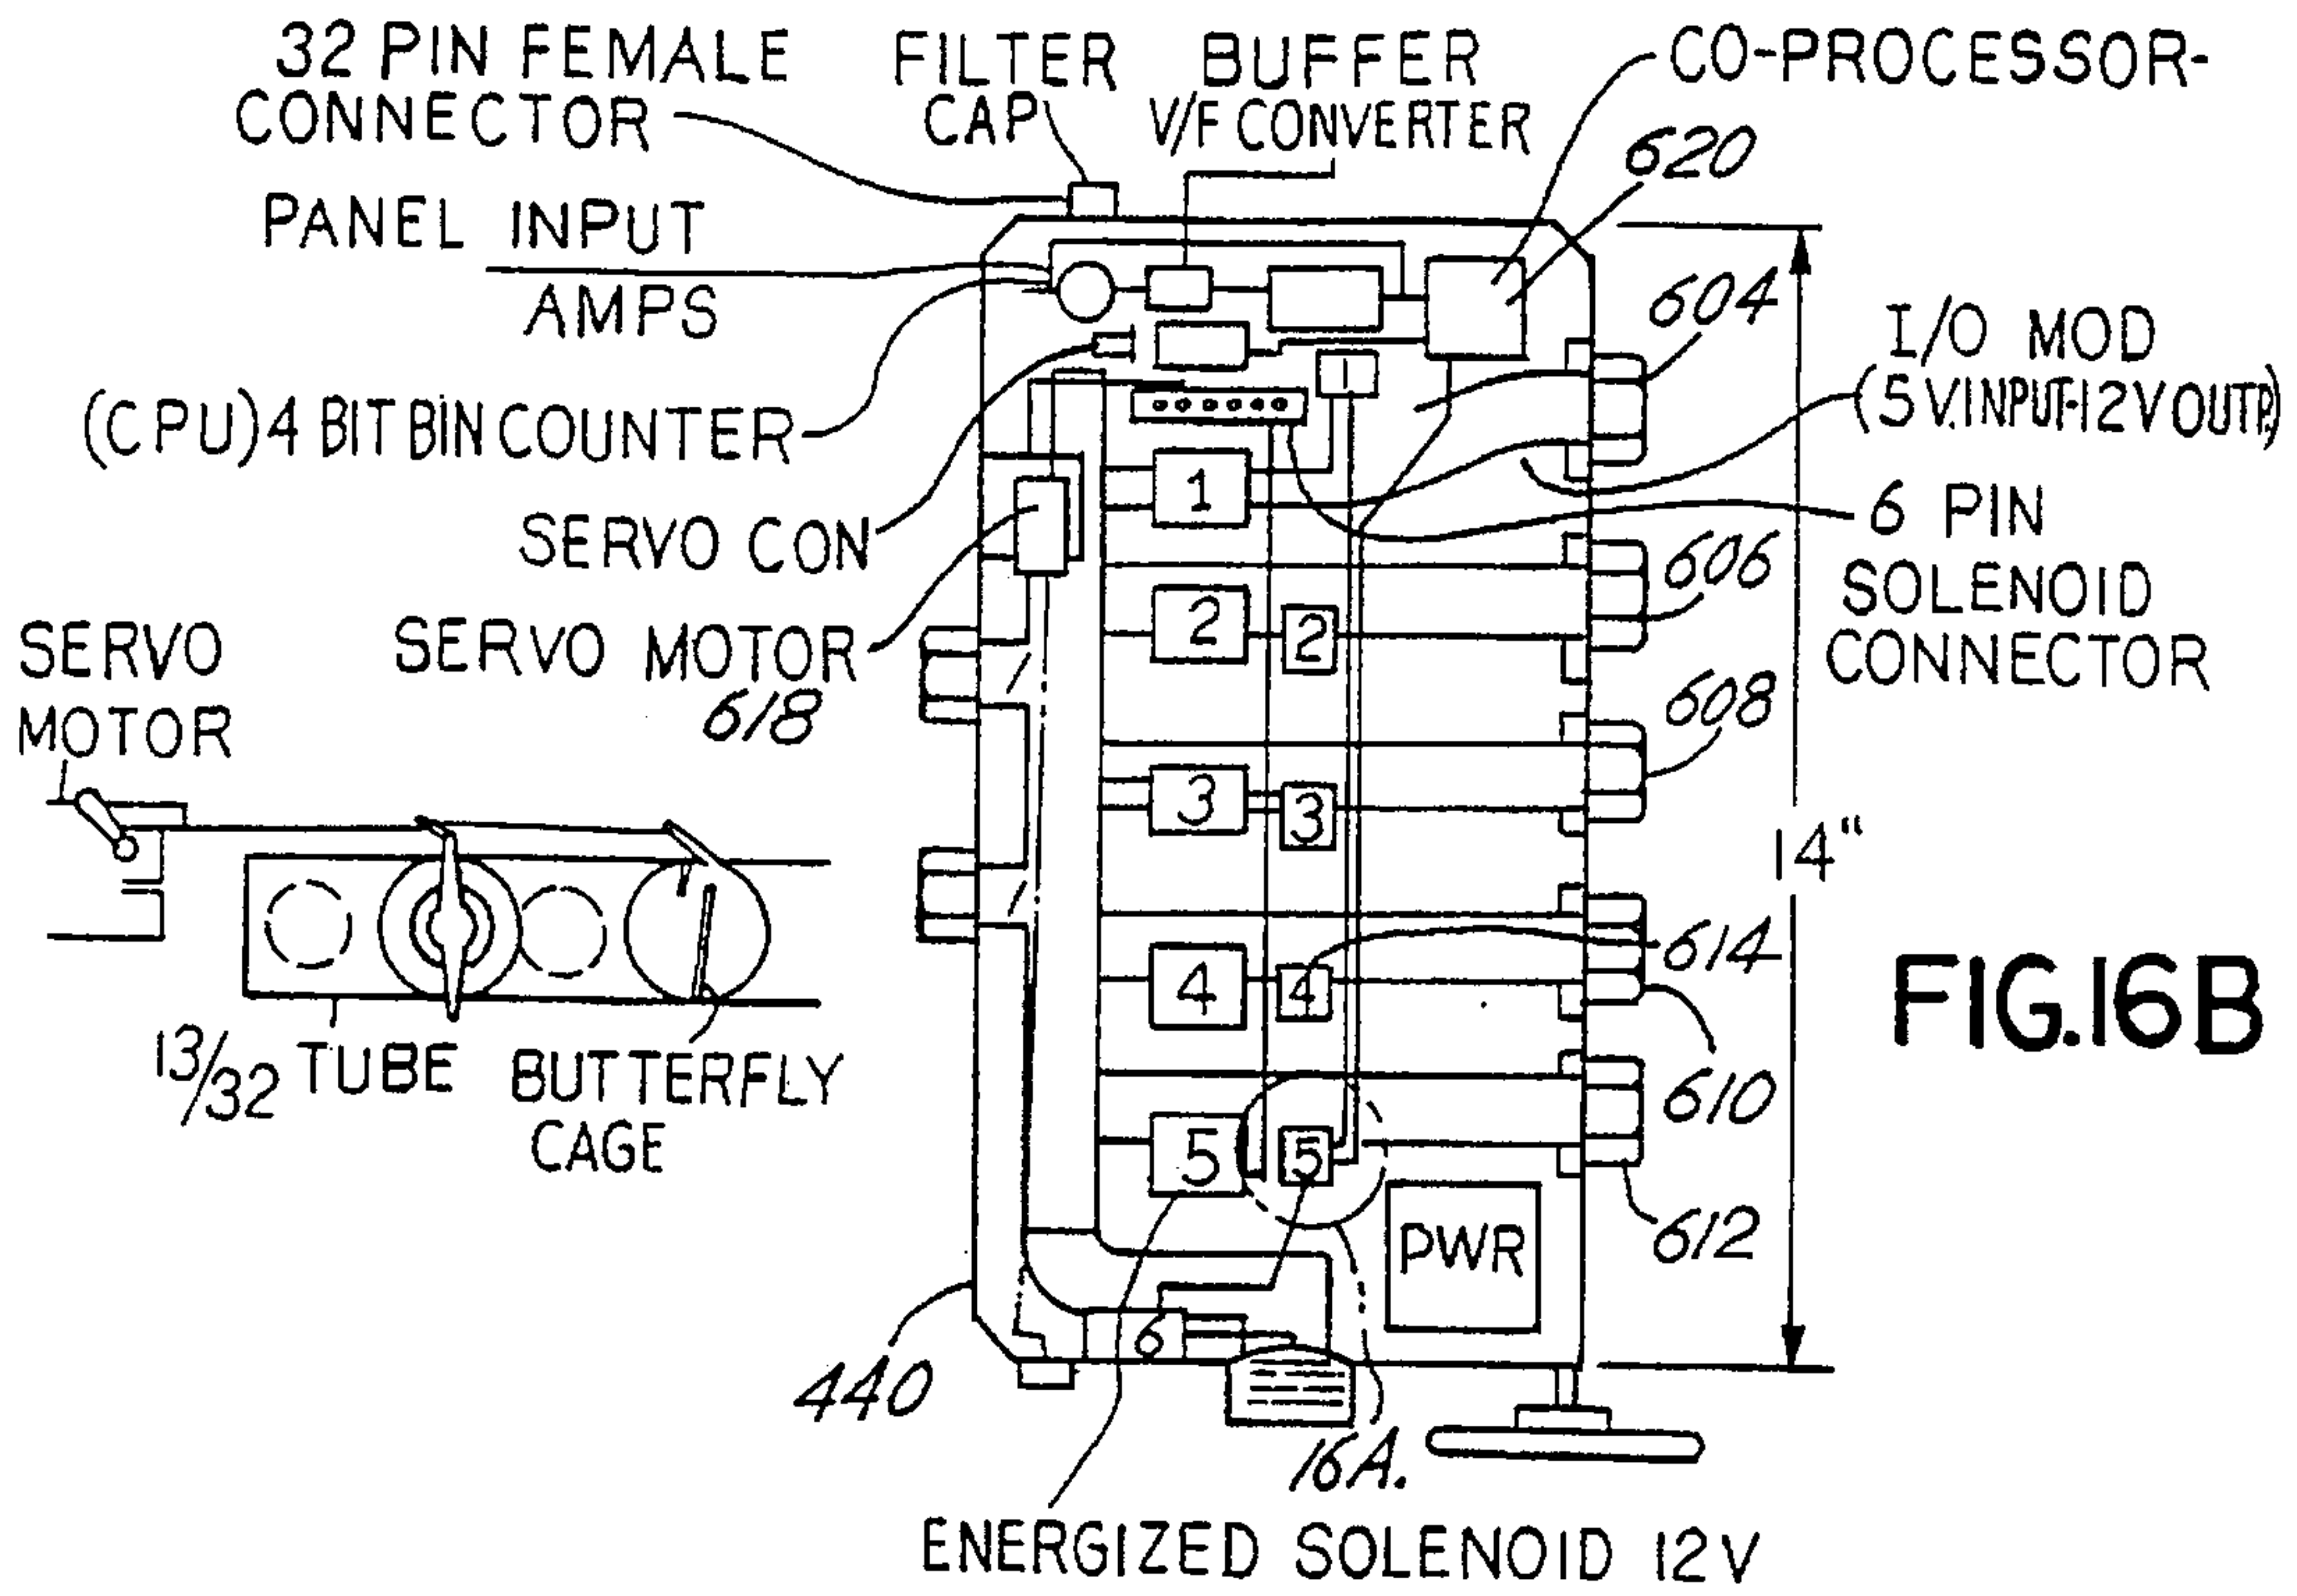 32 PIN FEMALE
CONNECTOR
FILTER
CAP
BUFFER
V/F CONVERTER
CO-PROCESSOR-
620
PANEL INPUT
AMPS
604
I/O MOD
(5V.INPUT-12V OUTP.)
(CPU) 4 BIT BIN COUNTER
1
1
6 PIN
SOLENOID
CONNECTOR
SERVO CON
606
SERVO
MOTOR
SERVO MOTOR
618
2
2
608
3
3
14"
614
4
4
FIG.16B
13/32 TUBE
BUTTERFLY
CAGE
610
5
5
612
PWR
6
440
16A.
ENERGIZED SOLENOID 12V